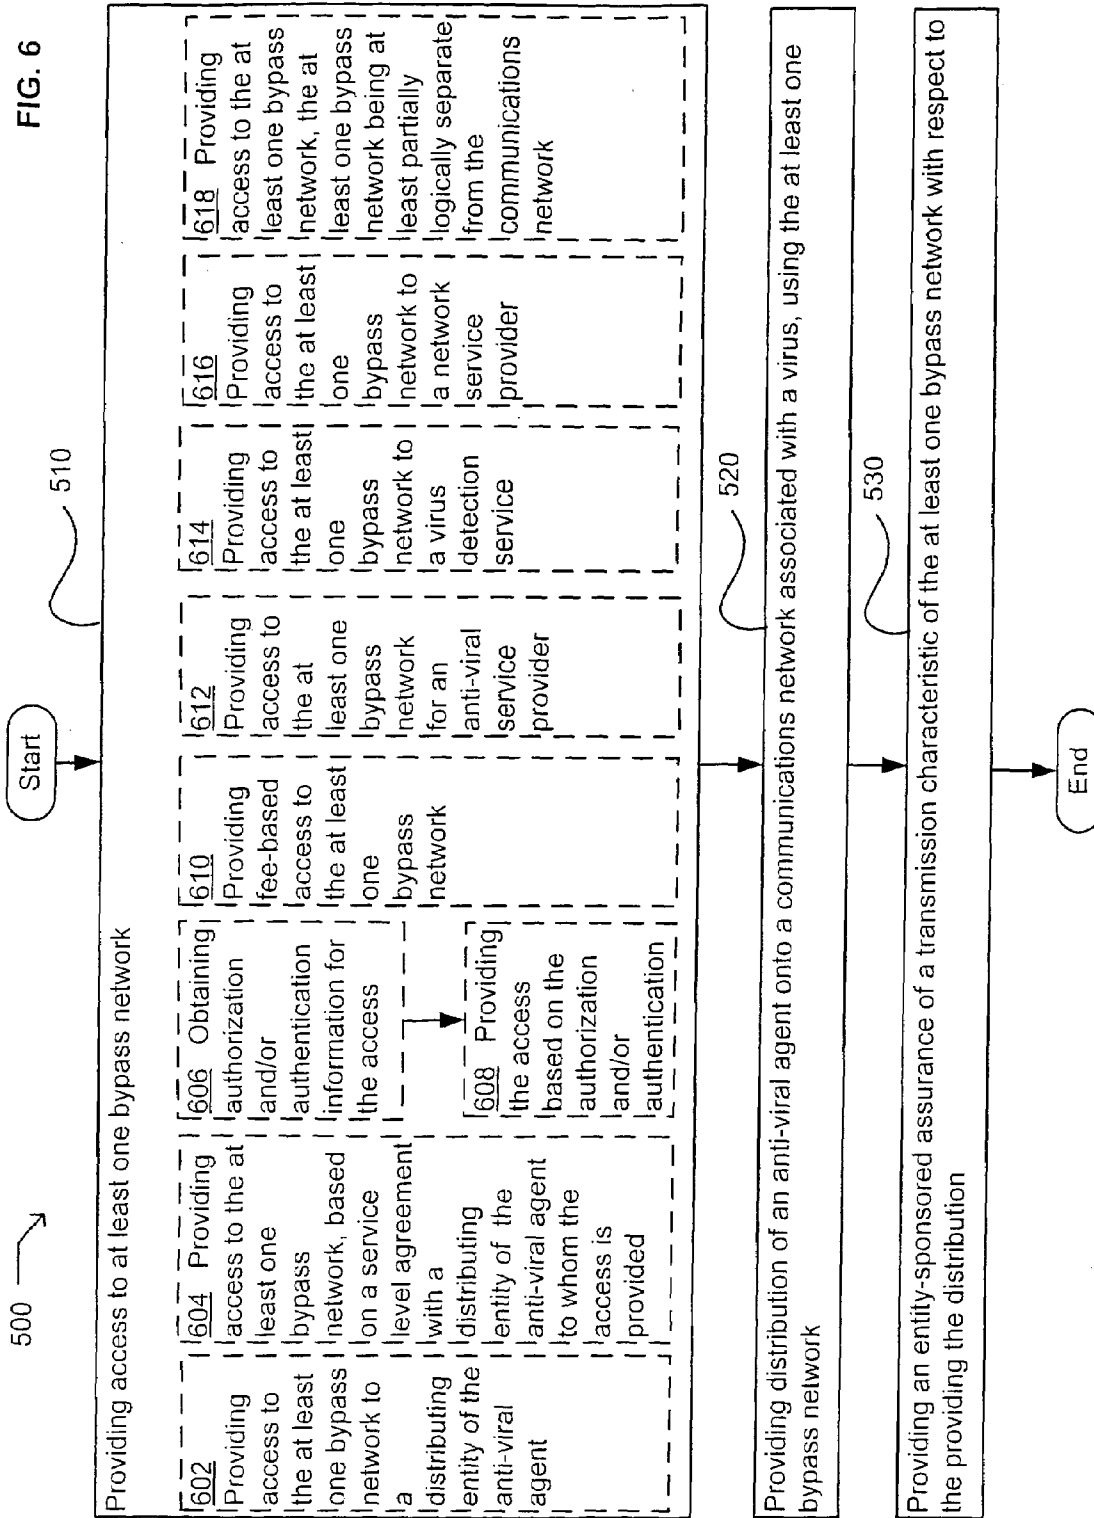 FIG. 6
500
Start
510
Providing access to at least one bypass network
602 Providing
access to
the at least
one bypass
network to
a
distributing
entity of the
anti-viral
agent
604 Providing
access to the at
least one
bypass
network, based
on a service
level agreement
with a
distributing
entity of the
anti-viral agent
to whom the
access is
provided
606 Obtaining
authorization
and/or
authentication
information for
the access
608 Providing
the access
based on the
authorization
and/or
authentication
610
Providing
fee-based
access to
the at least
one
bypass
network
612
Providing
access to
the at
least one
bypass
network
for an
anti-viral
service
provider
614
Providing
access to
the at least
one
bypass
network to
a virus
detection
service
616
Providing
access to
the at least
one
bypass
network to
a network
service
provider
618 Providing
access to the at
least one bypass
network, the at
least one bypass
network being at
least partially
logically separate
from the
communications
network
520
Providing distribution of an anti-viral agent onto a communications network associated with a virus, using the at least one
bypass network
530
Providing an entity-sponsored assurance of a transmission characteristic of the at least one bypass network with respect to
the providing the distribution
End